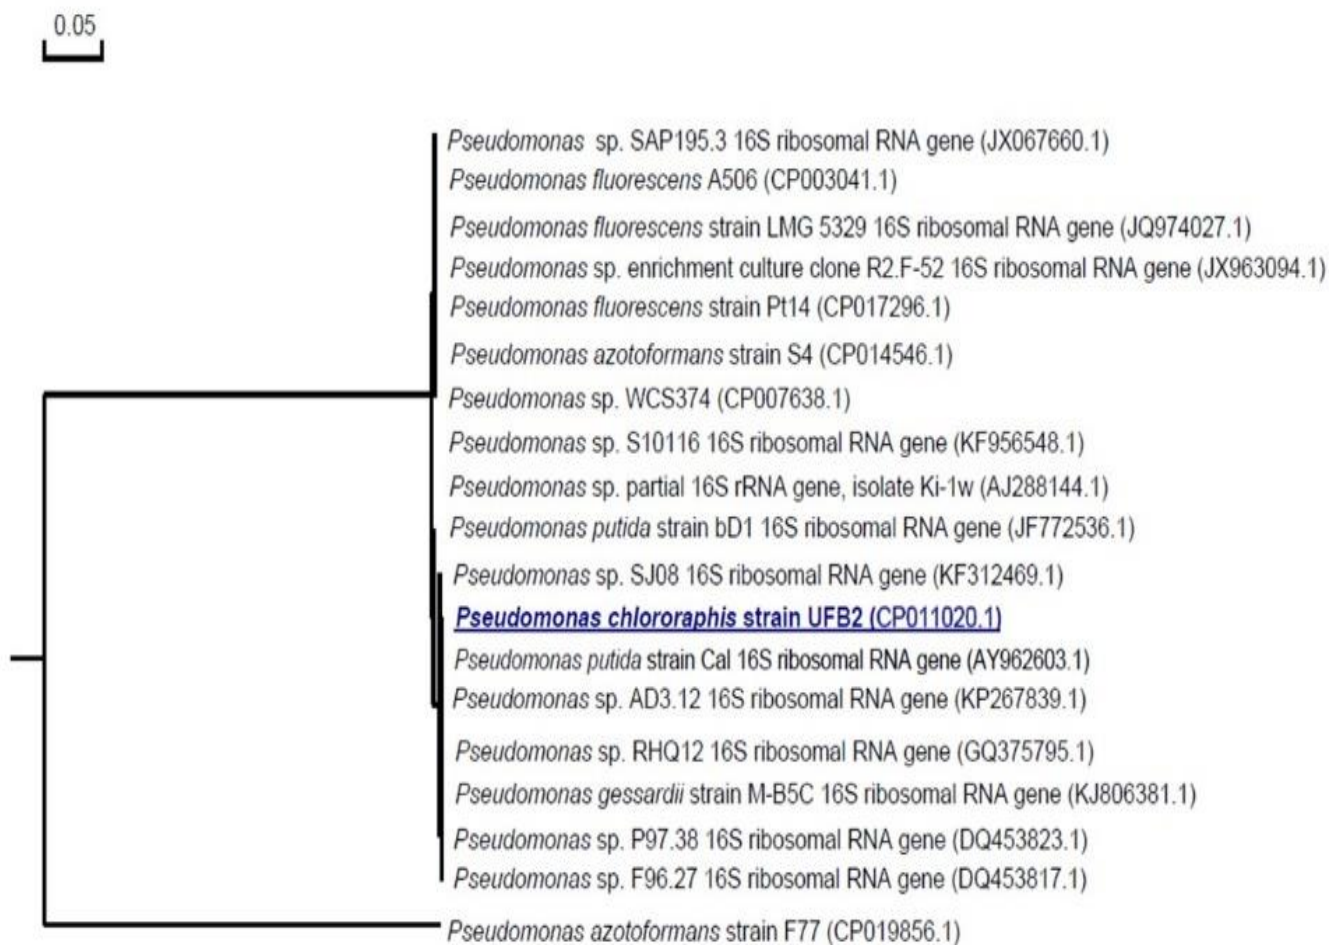 0.05
Pseudomonas sp. SAP195.3 16S ribosomal RNA gene (JX067660.1)
Pseudomonas fluorescens A506 (CP003041.1)
Pseudomonas fluorescens strain LMG 5329 16S ribosomal RNA gene (JQ974027.1)
Pseudomonas sp. enrichment culture clone R2.F-52 16S ribosomal RNA gene (JX963094.1)
Pseudomonas fluorescens strain Pt14 (CP017296.1)
Pseudomonas azotoformans strain S4 (CP014546.1)
Pseudomonas sp. WCS374 (CP007638.1)
Pseudomonas sp. S10116 16S ribosomal RNA gene (KF956548.1)
Pseudomonas sp. partial 16S rRNA gene, isolate Ki-1w (AJ288144.1)
Pseudomonas putida strain bD1 16S ribosomal RNA gene (JF772536.1)
Pseudomonas sp. SJ08 16S ribosomal RNA gene (KF312469.1)
Pseudomonas chlororaphis strain UFB2 (CP011020.1)
Pseudomonas putida strain Cal 16S ribosomal RNA gene (AY962603.1)
Pseudomonas sp. AD3.12 16S ribosomal RNA gene (KP267839.1)
Pseudomonas sp. RHQ12 16S ribosomal RNA gene (GQ375795.1)
Pseudomonas gessardii strain M-B5C 16S ribosomal RNA gene (KJ806381.1)
Pseudomonas sp. P97.38 16S ribosomal RNA gene (DQ453823.1)
Pseudomonas sp. F96.27 16S ribosomal RNA gene (DQ453817.1)
Pseudomonas azotoformans strain F77 (CP019856.1)